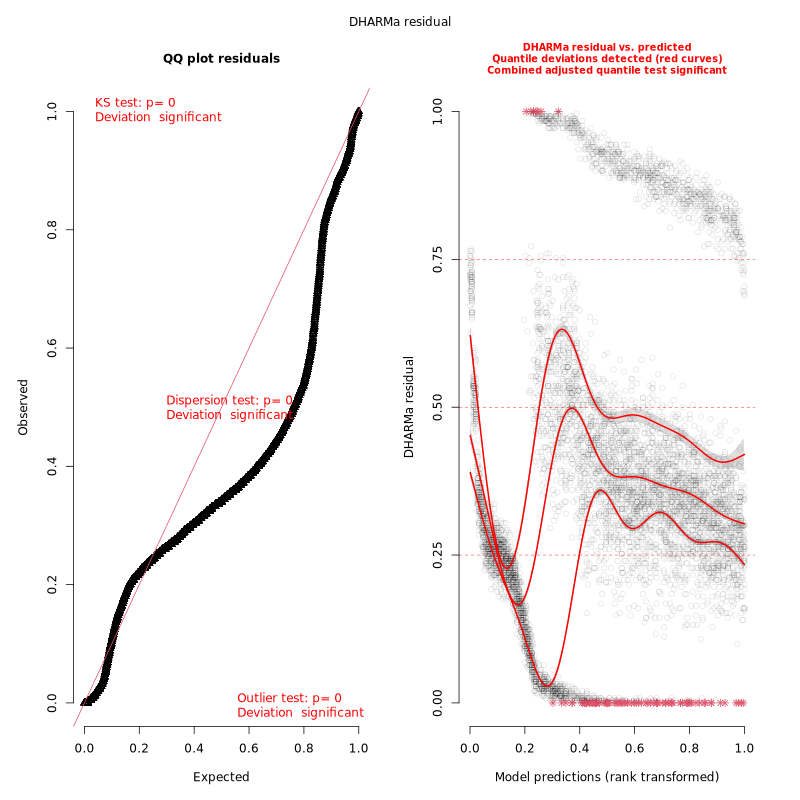 DHARMa residual
QQ plot residuals
KS test: p= 0
Deviation significant
Dispersion test: p= 0
Deviation significant
Outlier test: p= 0
Deviation significant
Observed
0.0
0.2
0.4
0.6
0.8
1.0
0.0
0.2
0.4
0.6
0.8
1.0
Expected
DHARMa residual vs. predicted
Quantile deviations detected (red curves)
Combined adjusted quantile test significant
DHARMa residual
0.00
0.25
0.50
0.75
1.00
0.0
0.2
0.4
0.6
0.8
1.0
Model predictions (rank transformed)